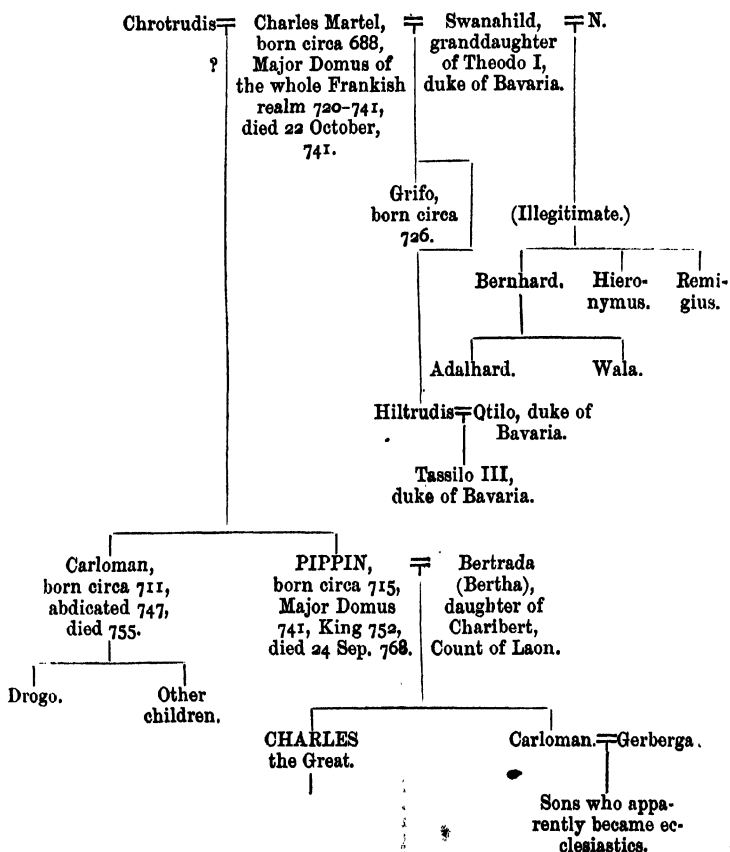 Chrotrudis
?
Charles Martel,
born circa 688,
Major Domus of
the whole Frankish
realm 720-741,
died 22 October,
741.
Swanahild,
granddaughter
of Theodo I,
duke of Bavaria.
N.
Grifo,
born circa
726.
(Illegitimate.)
Bernhard.
Hiero-
nymus.
Remi-
gius.
Adalhard.
Wala.
Hiltrudis
Qtilo, duke of
Bavaria.
Tassilo III,
duke of Bavaria.
Carloman,
born circa 711,
abdicated 747,
died 755.
PIPPIN,
born circa 715,
Major Domus
741, King 752,
died 24 Sep. 768.
Bertrada
(Bertha),
daughter of
Charibert,
Count of Laon.
Drogo.
Other
children.
CHARLES
the Great.
Carloman.
Gerberga.
Sons who appa-
rently became ec-
clesiastics.